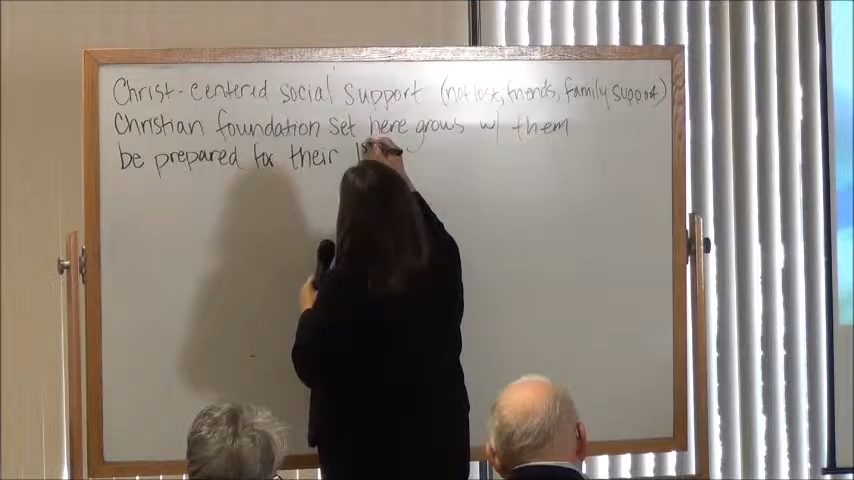 Christ-centered social support (not lost, friends, family support)
Christian foundation set here grows w/ them
be prepared for their